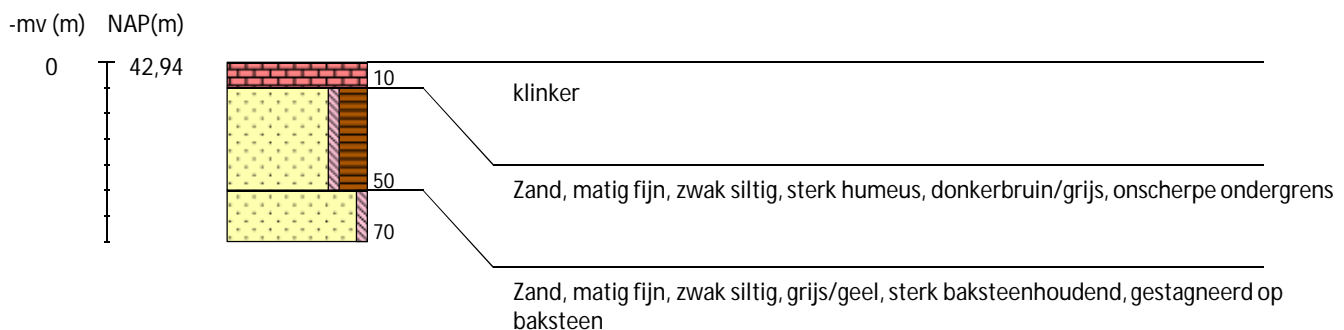 -mv (m) NAP(m)
0 42,94
10
klinker
50
Zand, matig fijn, zwak siltig, sterk humeus, donkerbruin/grijs, onscherpe ondergrens
70
Zand, matig fijn, zwak siltig, grijs/geel, sterk baksteenhoudend, gestagneerd op
baksteen